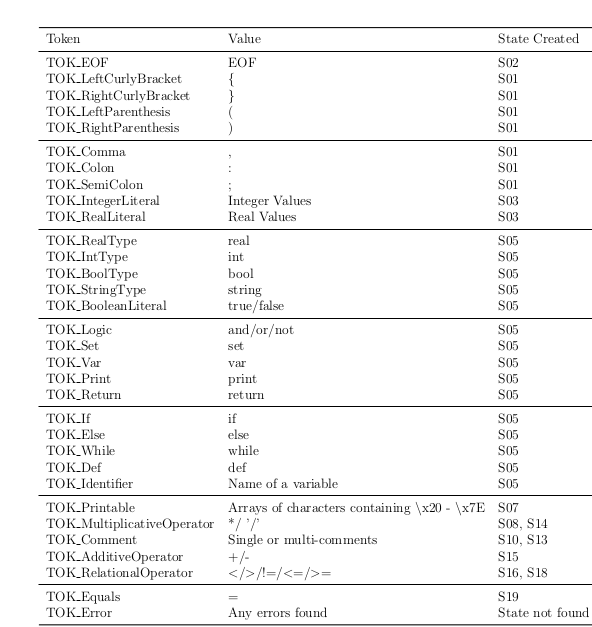 Token Value State Created
TOK_EOF EOF S02
TOK_LeftCurlyBracket { S01
TOK_RightCurlyBracket } S01
TOK_LeftParenthesis ( S01
TOK_RightParenthesis ) S01
TOK_Comma , S01
TOK_Colon : S01
TOK_SemiColon ; S01
TOK_IntegerLiteral Integer Values S03
TOK_RealLiteral Real Values S03
TOK_RealType real S05
TOK_IntType int S05
TOK_BoolType bool S05
TOK_StringType string S05
TOK_BooleanLiteral true/false S05
TOK_Logic and/or/not S05
TOK_Set set S05
TOK_Var var S05
TOK_Print print S05
TOK_Return return S05
TOK_If if S05
TOK_Else else S05
TOK_While while S05
TOK_Def def S05
TOK_Identifier Name of a variable S05
TOK_Printable Arrays of characters containing \x20 - \x7E S07
TOK_MultiplicativeOperator */ '/' S08, S14
TOK_Comment Single or multi-comments S10, S13
TOK_AdditiveOperator +/- S15
TOK_RelationalOperator </>/!=/<=/>= S16, S18
TOK_Equals = S19
TOK_Error Any errors found State not found